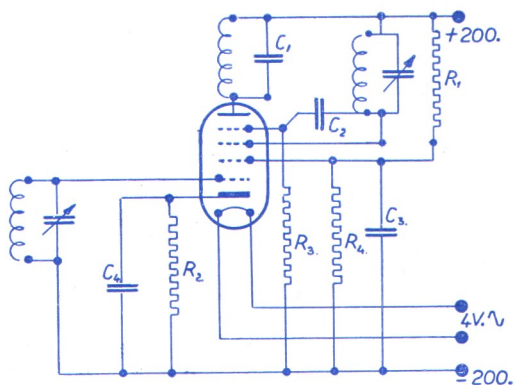 C₁
+200.
R₁
C₂
C₃.
R₃.
R₄.
C₄
R₂
4V.∿
-200.